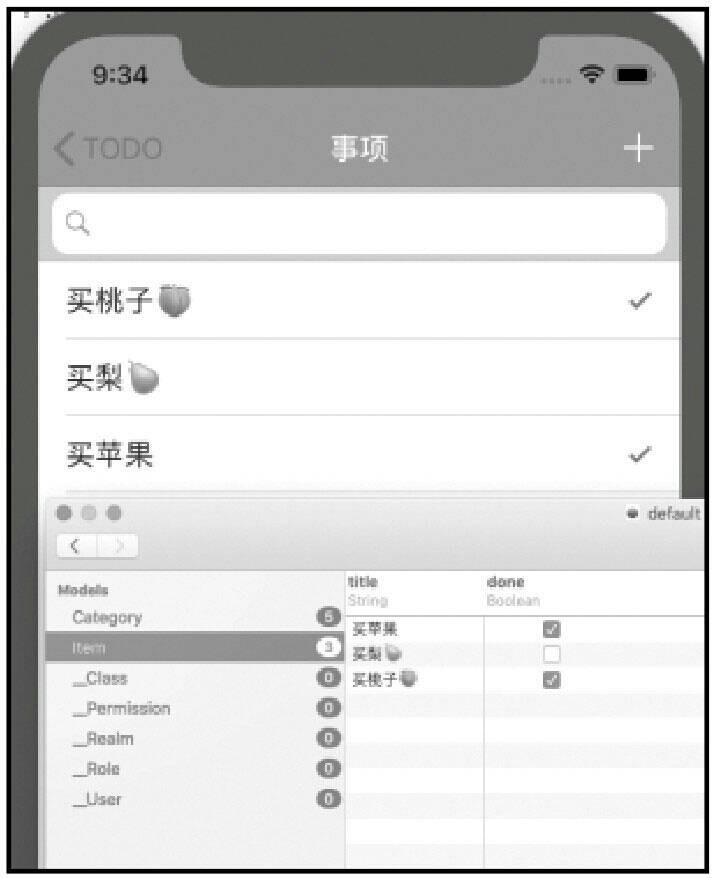 9:34
TODO 事项 +
买桃子🍑
买梨🍐
买苹果
default
Models
Category 5
Item 3
__Class 0
__Permission 0
__Realm 0
__Role 0
__User 0
title done
String Boolean
买苹果
买梨🍐
买桃子🍑